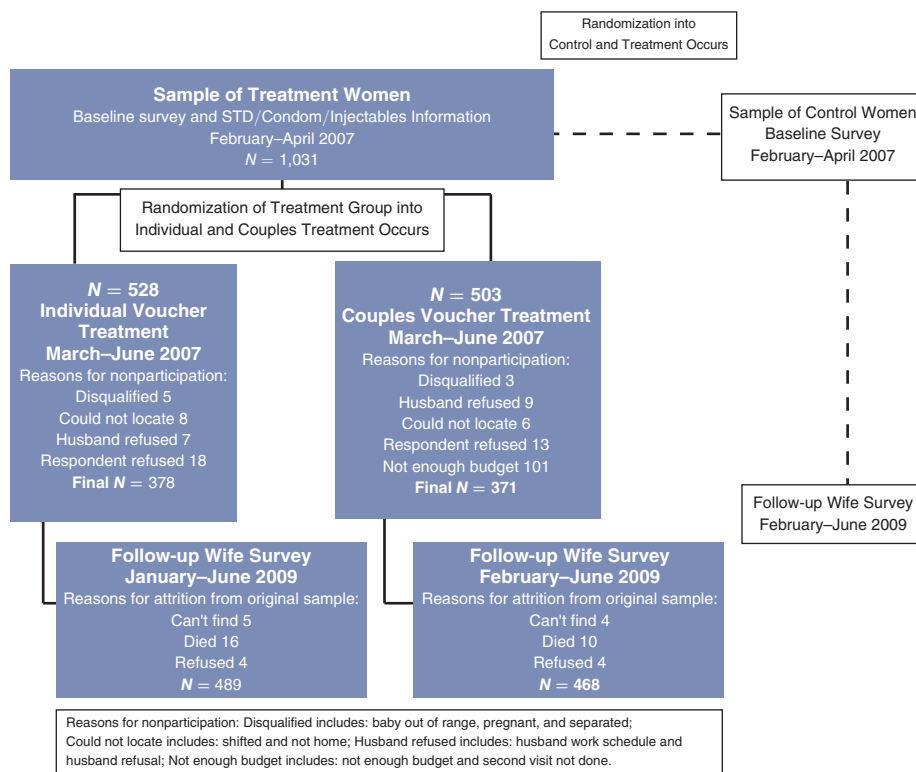 Randomization into
Control and Treatment Occurs
Sample of Treatment Women
Baseline survey and STD/Condom/Injectables Information
February–April 2007
N = 1,031
Sample of Control Women
Baseline Survey
February–April 2007
Randomization of Treatment Group into
Individual and Couples Treatment Occurs
N = 528
Individual Voucher
Treatment
March–June 2007
Reasons for nonparticipation:
Disqualified 5
Could not locate 8
Husband refused 7
Respondent refused 18
Final N = 378
N = 503
Couples Voucher Treatment
March–June 2007
Reasons for nonparticipation:
Disqualified 3
Husband refused 9
Could not locate 6
Respondent refused 13
Not enough budget 101
Final N = 371
Follow-up Wife Survey
February–June 2009
Follow-up Wife Survey
January–June 2009
Reasons for attrition from original sample:
Can't find 5
Died 16
Refused 4
N = 489
Follow-up Wife Survey
February–June 2009
Reasons for attrition from original sample:
Can't find 4
Died 10
Refused 4
N = 468
Reasons for nonparticipation: Disqualified includes: baby out of range, pregnant, and separated;
Could not locate includes: shifted and not home; Husband refused includes: husband work schedule and
husband refusal; Not enough budget includes: not enough budget and second visit not done.